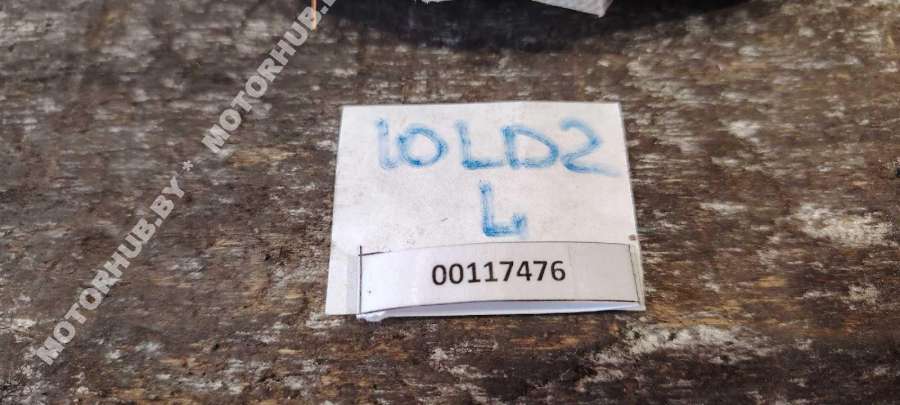 MOTORHUB.BY * MOTORHUB.BY
10LD2
L
00117476